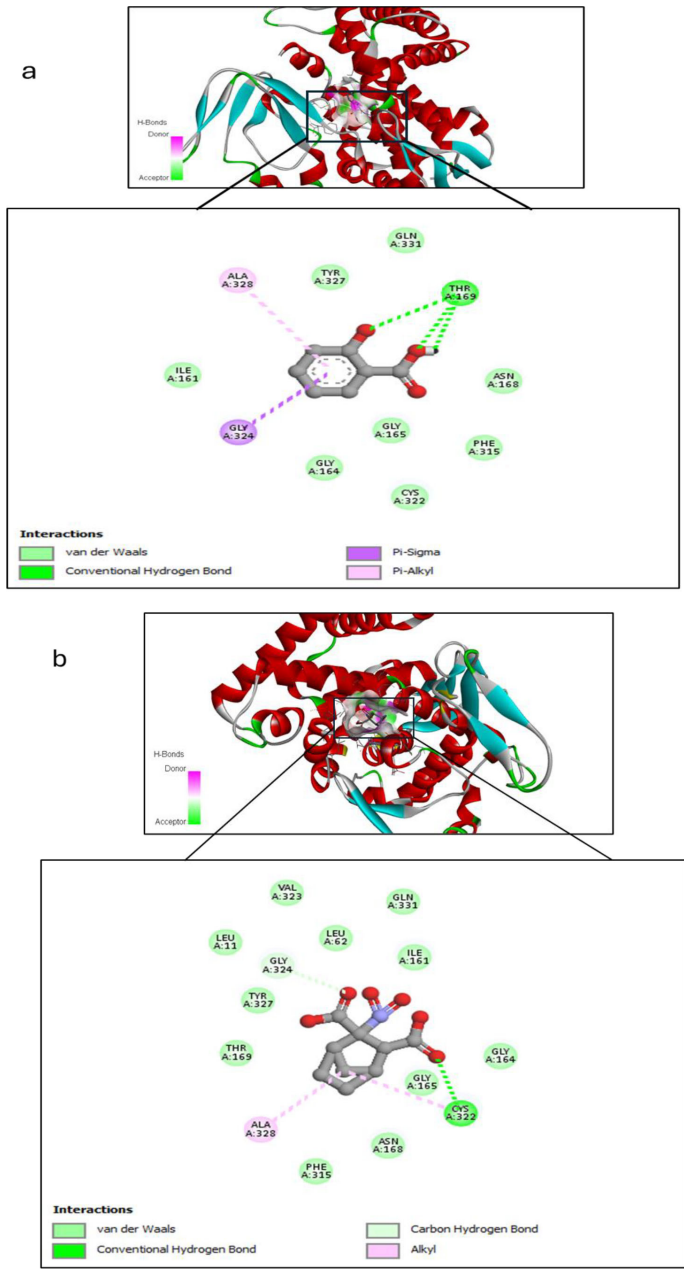 a
H-Bonds
Donor
Acceptor
GLN
A:331
ALA
A:328
TYR
A:327
THR
A:169
ILE
A:161
ASN
A:168
GLY
A:324
GLY
A:165
PHE
A:315
GLY
A:164
CYS
A:322
Interactions
van der Waals
Conventional Hydrogen Bond
Pi-Sigma
Pi-Alkyl
b
H-Bonds
Donor
Acceptor
VAL
A:323
GLN
A:331
LEU
A:11
LEU
A:62
ILE
A:161
GLY
A:324
TYR
A:327
THR
A:169
GLY
A:164
GLY
A:165
CYS
A:322
ALA
A:328
ASN
A:168
PHE
A:315
Interactions
van der Waals
Conventional Hydrogen Bond
Carbon Hydrogen Bond
Alkyl